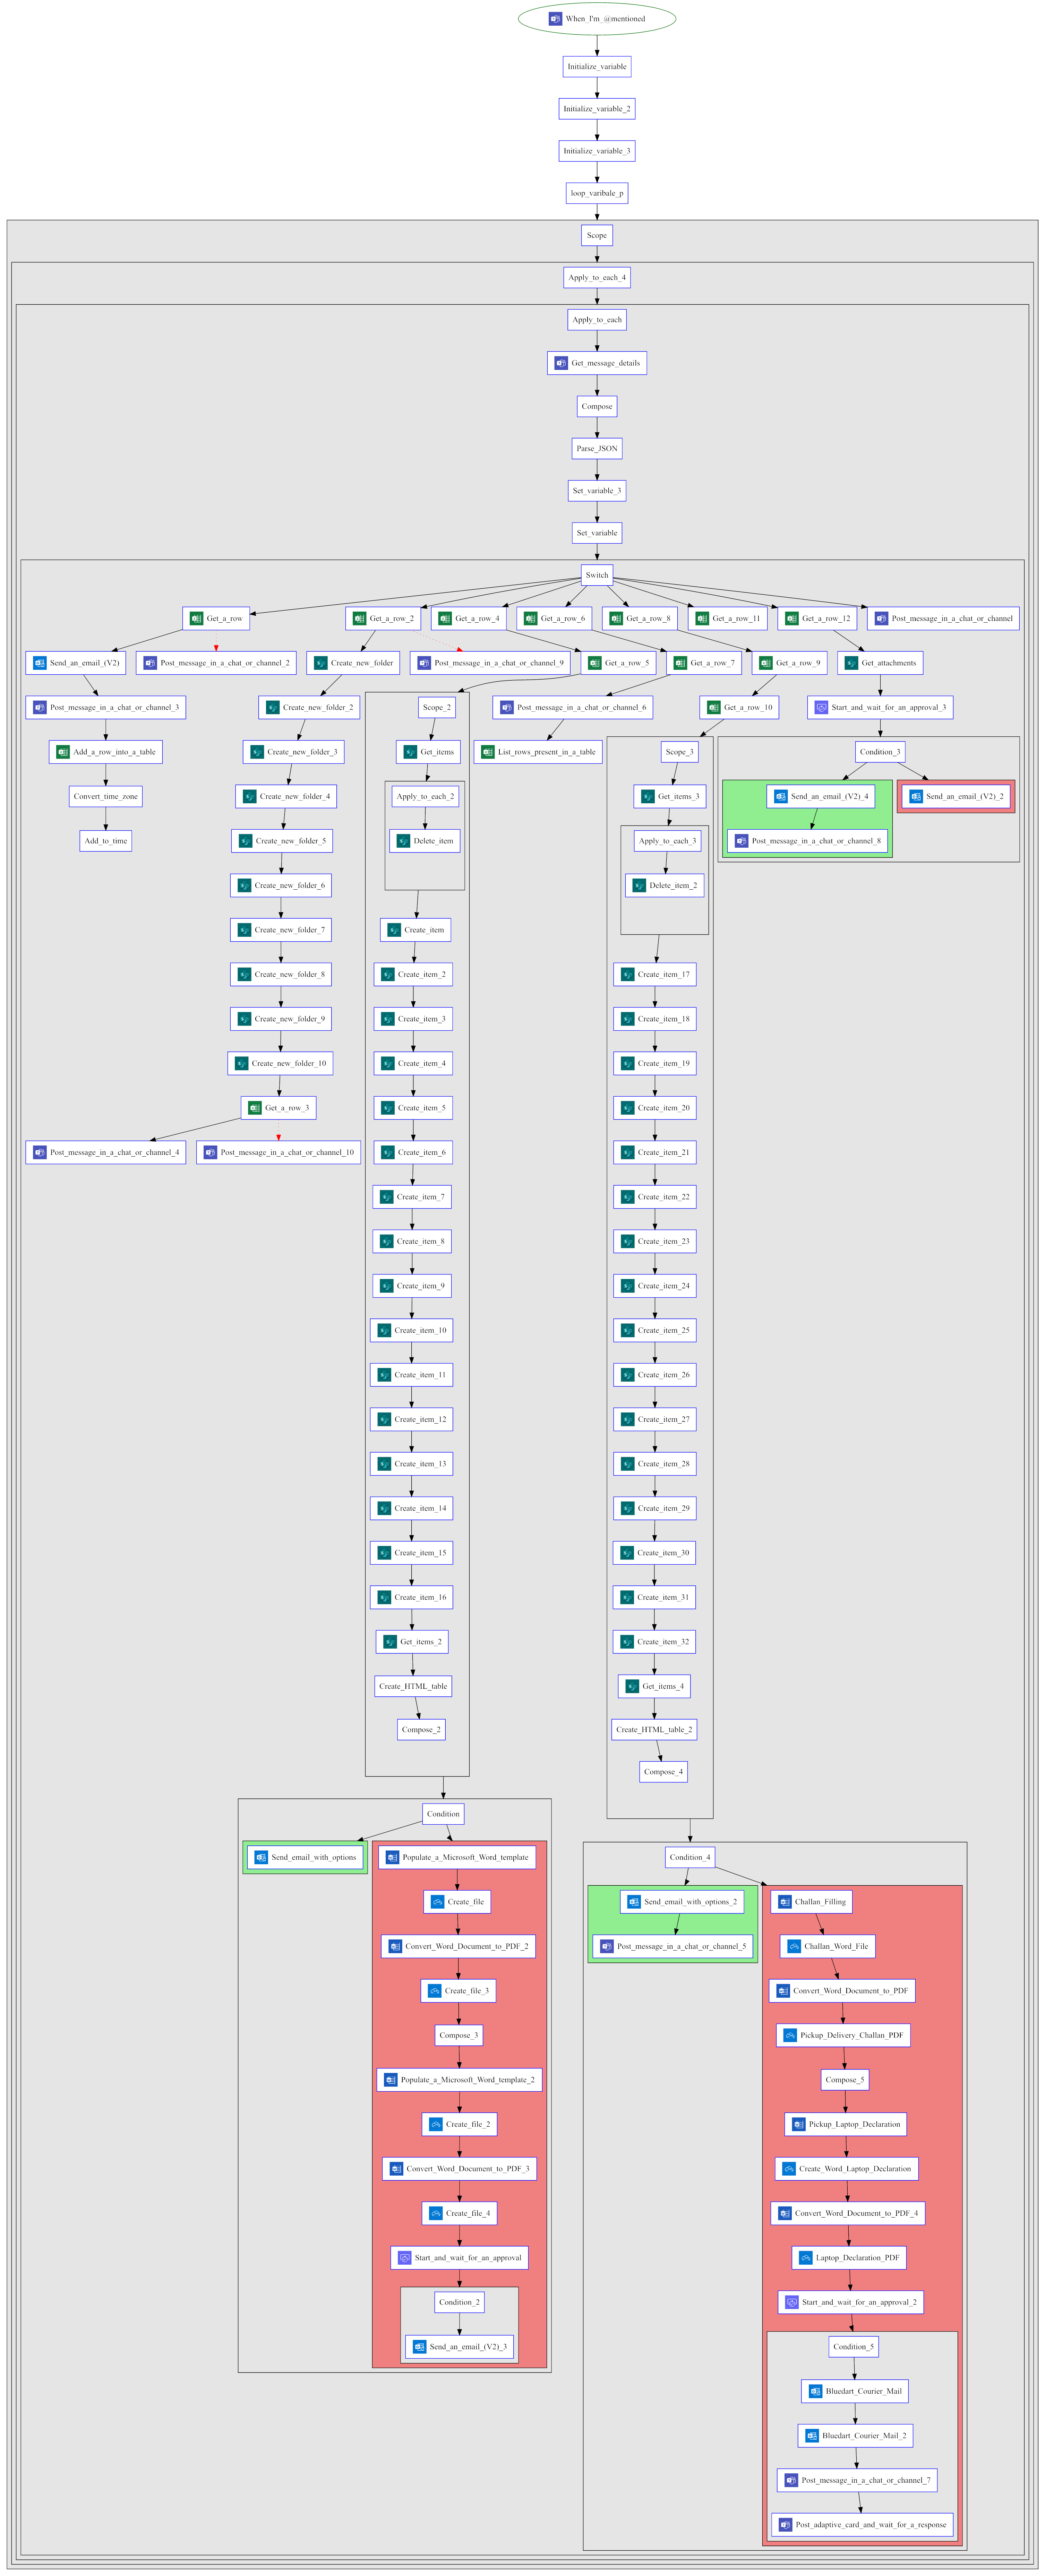 When_I'm_@mentioned
Initialize_variable
Initialize_variable_2
Initialize_variable_3
loop_varibale_p
Scope
Apply_to_each_4
Apply_to_each
Get_message_details
Compose
Parse_JSON
Set_variable_3
Set_variable
Switch
Get_a_row
Get_a_row_2
Get_a_row_4
Get_a_row_6
Get_a_row_8
Get_a_row_11
Get_a_row_12
Post_message_in_a_chat_or_channel
Send_an_email_(V2)
Post_message_in_a_chat_or_channel_2
Create_new_folder
Post_message_in_a_chat_or_channel_9
Get_a_row_5
Get_a_row_7
Get_a_row_9
Get_attachments
Post_message_in_a_chat_or_channel_3
Create_new_folder_2
Scope_2
Post_message_in_a_chat_or_channel_6
Get_a_row_10
Start_and_wait_for_an_approval_3
Add_a_row_into_a_table
Create_new_folder_3
Get_items
List_rows_present_in_a_table
Scope_3
Condition_3
Convert_time_zone
Create_new_folder_4
Apply_to_each_2
Get_items_3
Send_an_email_(V2)_4
Send_an_email_(V2)_2
Add_to_time
Create_new_folder_5
Delete_item
Apply_to_each_3
Post_message_in_a_chat_or_channel_8
Create_new_folder_6
Delete_item_2
Create_new_folder_7
Create_item
Create_new_folder_8
Create_item_2
Create_item_17
Create_new_folder_9
Create_item_3
Create_item_18
Create_new_folder_10
Create_item_4
Create_item_19
Get_a_row_3
Create_item_5
Create_item_20
Post_message_in_a_chat_or_channel_4
Post_message_in_a_chat_or_channel_10
Create_item_6
Create_item_21
Create_item_7
Create_item_22
Create_item_8
Create_item_23
Create_item_9
Create_item_24
Create_item_10
Create_item_25
Create_item_11
Create_item_26
Create_item_12
Create_item_27
Create_item_13
Create_item_28
Create_item_14
Create_item_29
Create_item_15
Create_item_30
Create_item_16
Create_item_31
Get_items_2
Create_item_32
Create_HTML_table
Get_items_4
Compose_2
Create_HTML_table_2
Compose_4
Condition
Send_email_with_options
Populate_a_Microsoft_Word_template
Condition_4
Create_file
Send_email_with_options_2
Challan_Filling
Convert_Word_Document_to_PDF_2
Post_message_in_a_chat_or_channel_5
Challan_Word_File
Create_file_3
Convert_Word_Document_to_PDF
Compose_3
Pickup_Delivery_Challan_PDF
Populate_a_Microsoft_Word_template_2
Compose_5
Create_file_2
Pickup_Laptop_Declaration
Convert_Word_Document_to_PDF_3
Create_Word_Laptop_Declaration
Create_file_4
Convert_Word_Document_to_PDF_4
Start_and_wait_for_an_approval
Laptop_Declaration_PDF
Condition_2
Start_and_wait_for_an_approval_2
Send_an_email_(V2)_3
Condition_5
Bluedart_Courier_Mail
Bluedart_Courier_Mail_2
Post_message_in_a_chat_or_channel_7
Post_adaptive_card_and_wait_for_a_response